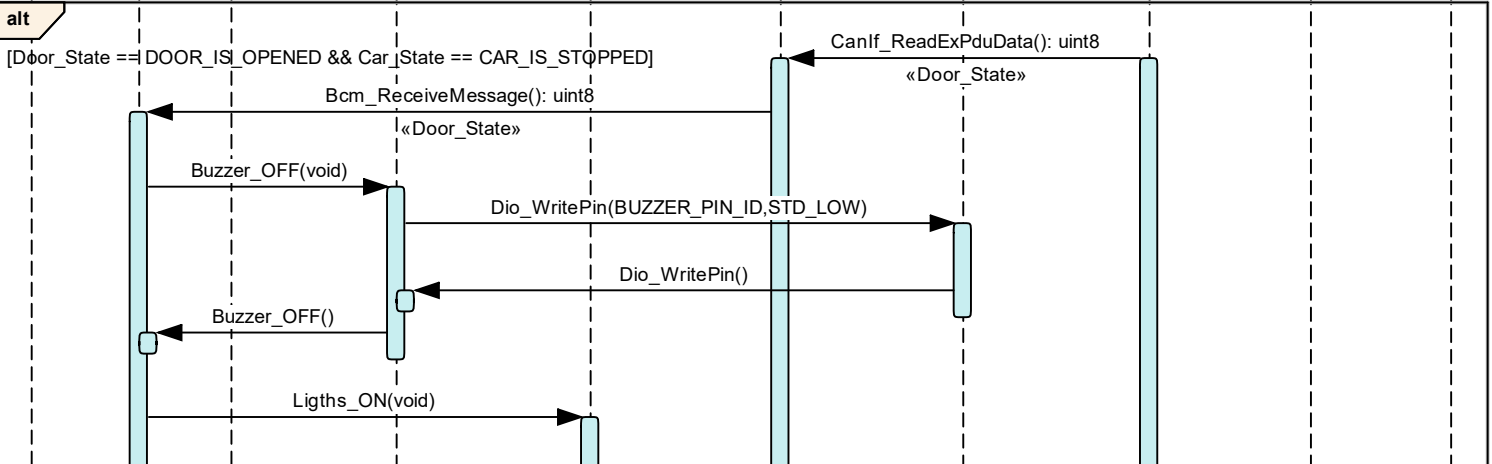 alt
[Door_State == DOOR_IS_OPENED && Car_State == CAR_IS_STOPPED]
CanIf_ReadExPduData(): uint8
«Door_State»
Bcm_ReceiveMessage(): uint8
«Door_State»
Buzzer_OFF(void)
Dio_WritePin(BUZZER_PIN_ID,STD_LOW)
Dio_WritePin()
Buzzer_OFF()
Ligths_ON(void)